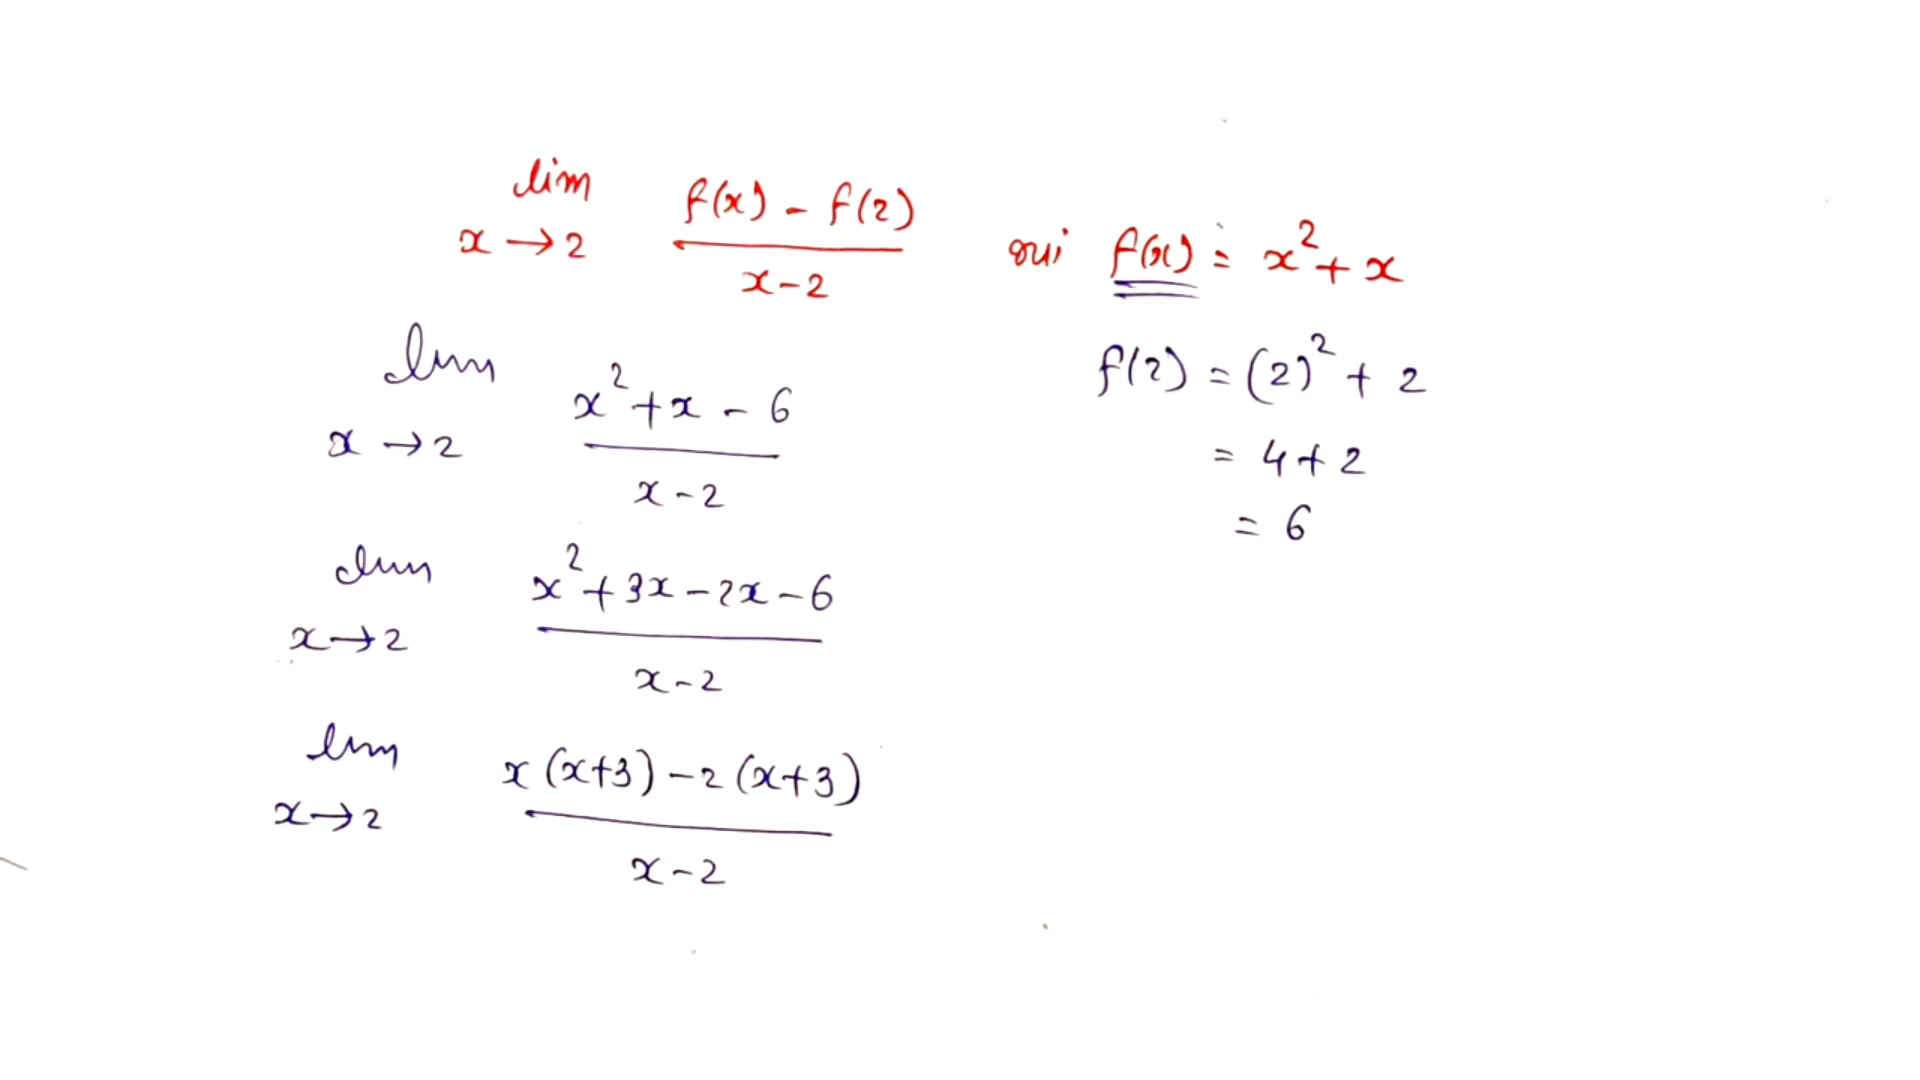 lim x→2 (f(x) - f(2))/(x-2) oui f(x) = x² + x
lim x→2 (x² + x - 6)/(x-2)
lim x→2 (x² + 3x - 2x - 6)/(x-2)
lim x→2 (x(x+3) - 2(x+3))/(x-2)
f(2) = (2)² + 2
= 4 + 2
= 6